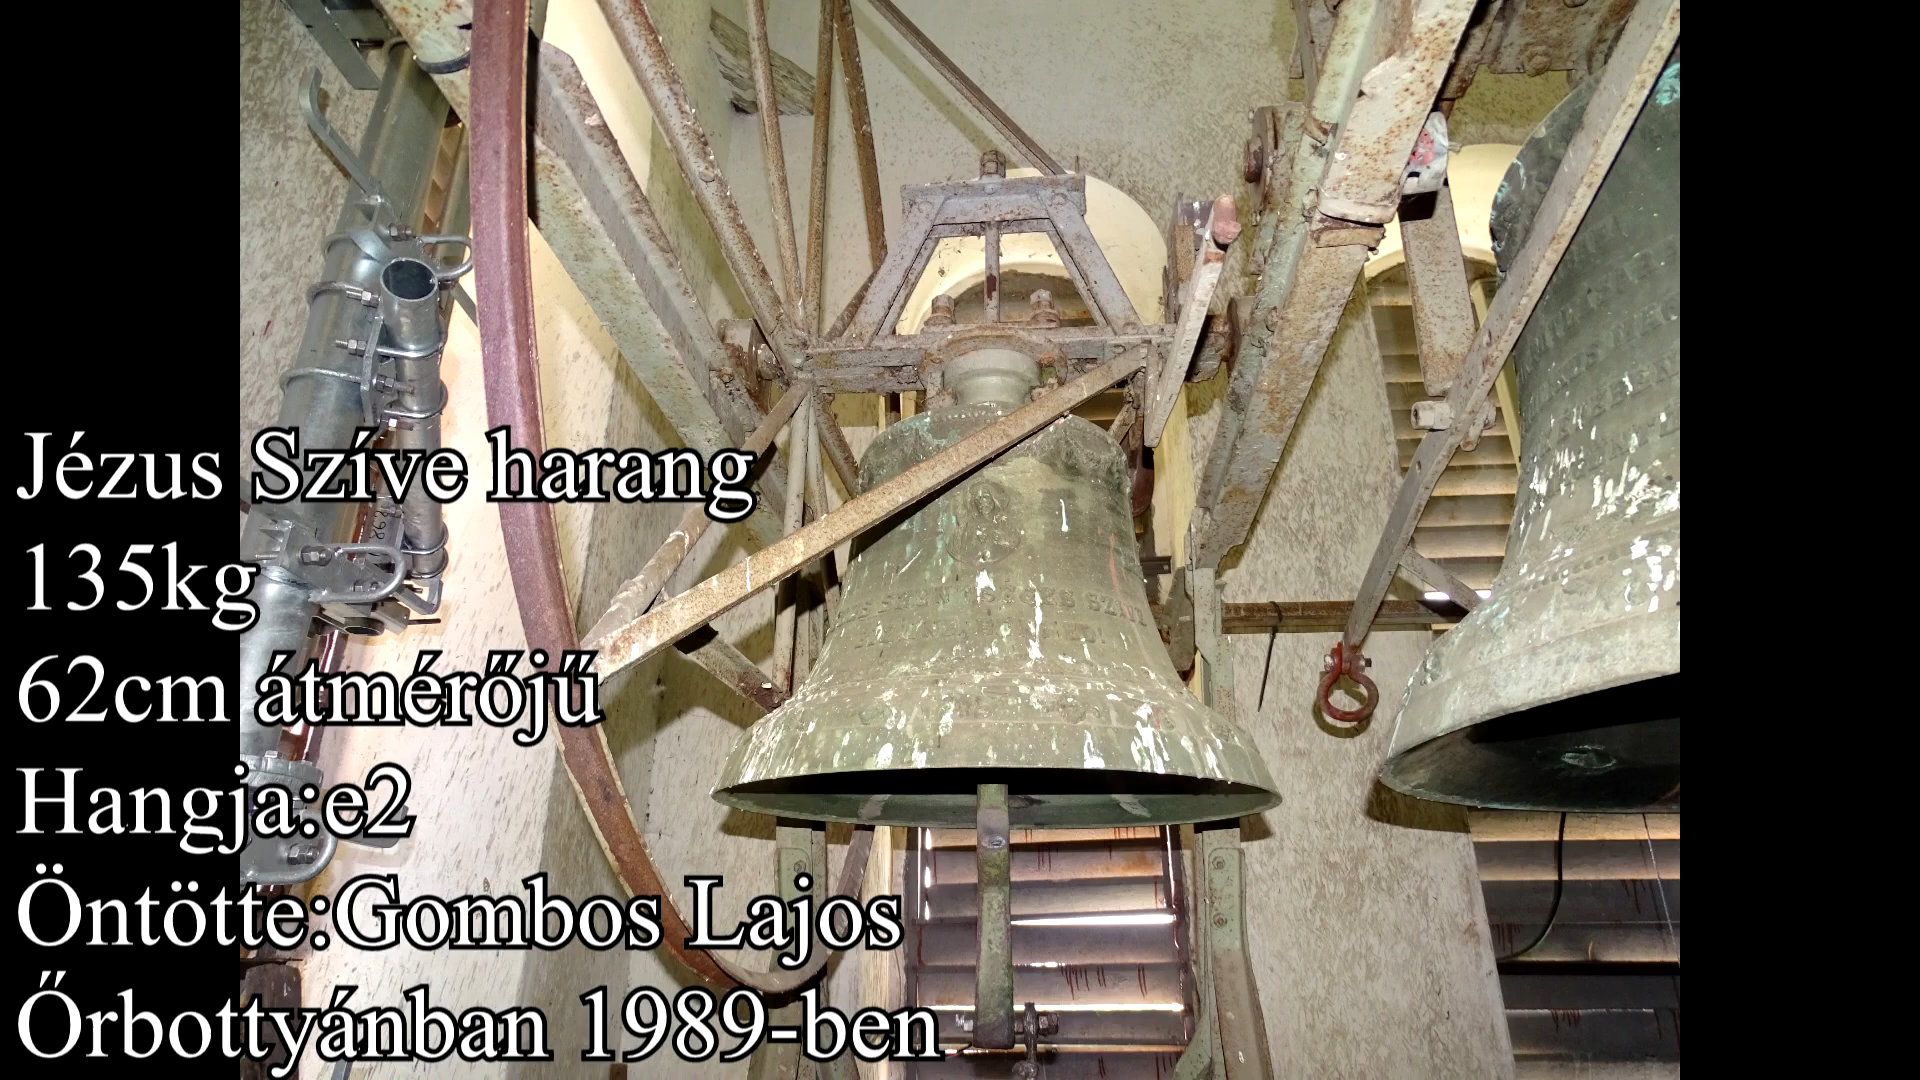 Jézus Szíve harang
135kg
62cm átmérőjű
Hangja:e2
Öntötte:Gombos Lajos
Őrbottyánban 1989-ben